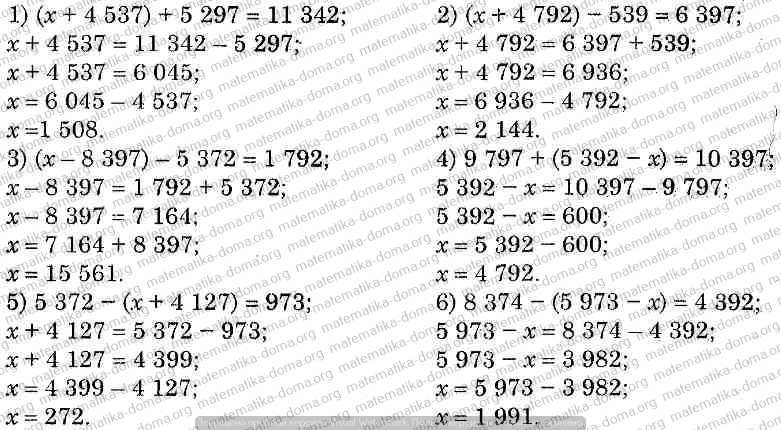 1) (x + 4 537) + 5 297 = 11 342;
x + 4 537 = 11 342 − 5 297;
x + 4 537 = 6 045;
x = 6 045 − 4 537;
x = 1 508.
2) (x + 4 792) − 539 = 6 397;
x + 4 792 = 6 397 + 539;
x + 4 792 = 6 936;
x = 6 936 − 4 792;
x = 2 144.
3) (x − 8 397) − 5 372 = 1 792;
x − 8 397 = 1 792 + 5 372;
x − 8 397 = 7 164;
x = 7 164 + 8 397;
x = 15 561.
4) 9 797 + (5 392 − x) = 10 397;
5 392 − x = 10 397 − 9 797;
5 392 − x = 600;
x = 5 392 − 600;
x = 4 792.
5) 5 372 − (x + 4 127) = 973;
x + 4 127 = 5 372 − 973;
x + 4 127 = 4 399;
x = 4 399 − 4 127;
x = 272.
6) 8 374 − (5 973 − x) = 4 392;
5 973 − x = 8 374 − 4 392;
5 973 − x = 3 982;
x = 5 973 − 3 982;
x = 1 991.
matematika-doma.org